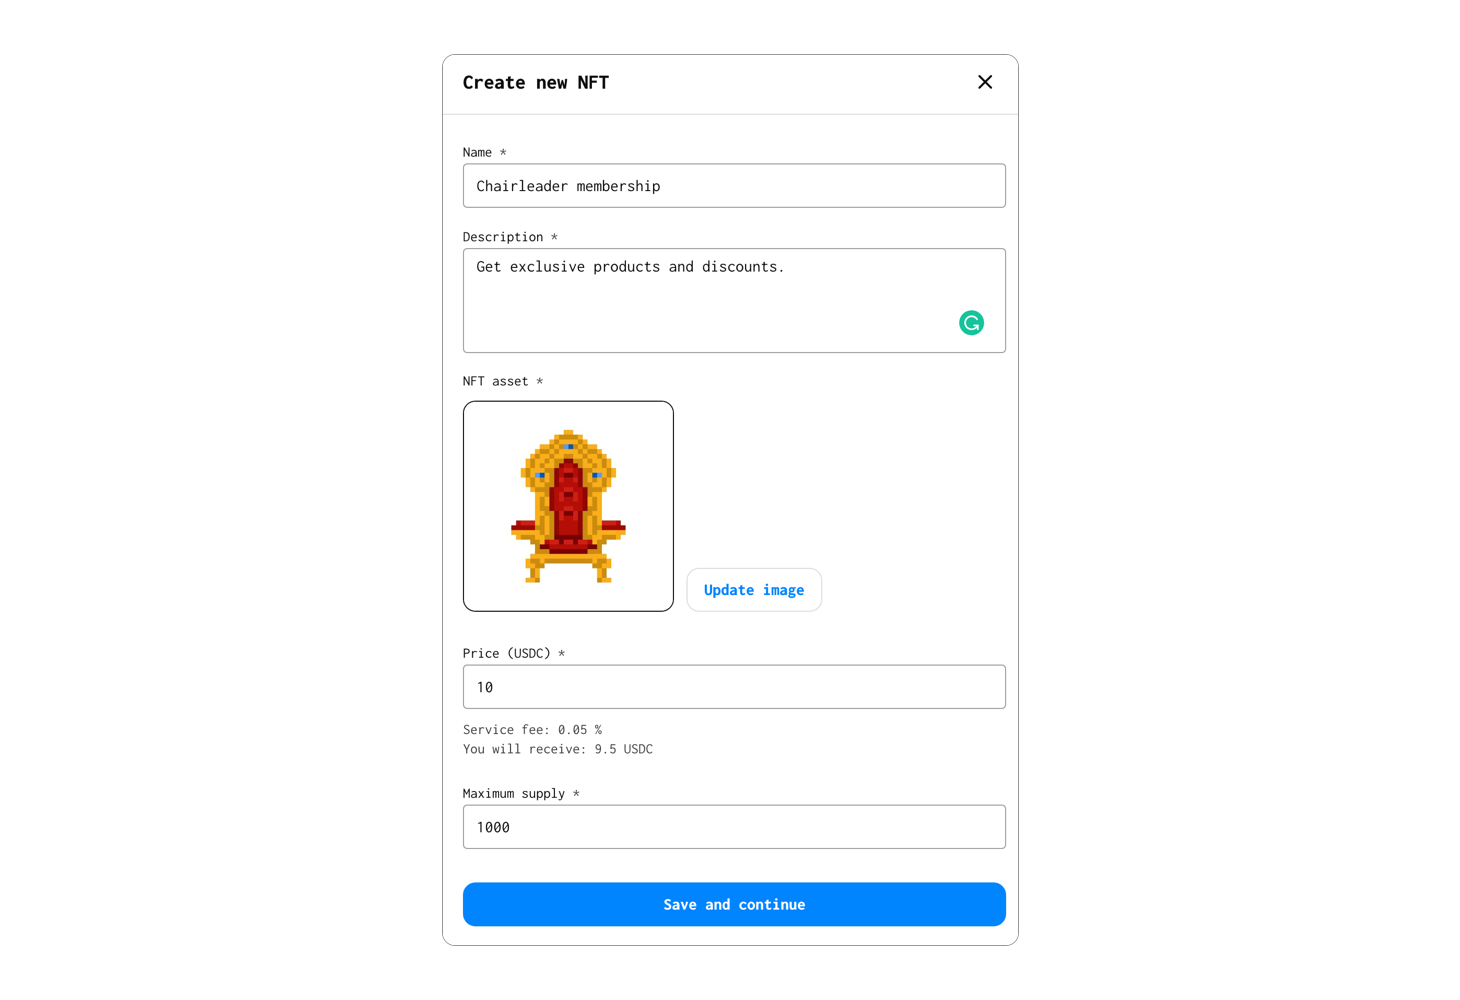 Create new NFT
Name *
Chairleader membership
Description *
Get exclusive products and discounts.
NFT asset *
Update image
Price (USDC) *
10
Service fee: 0.05 %
You will receive: 9.5 USDC
Maximum supply *
1000
Save and continue